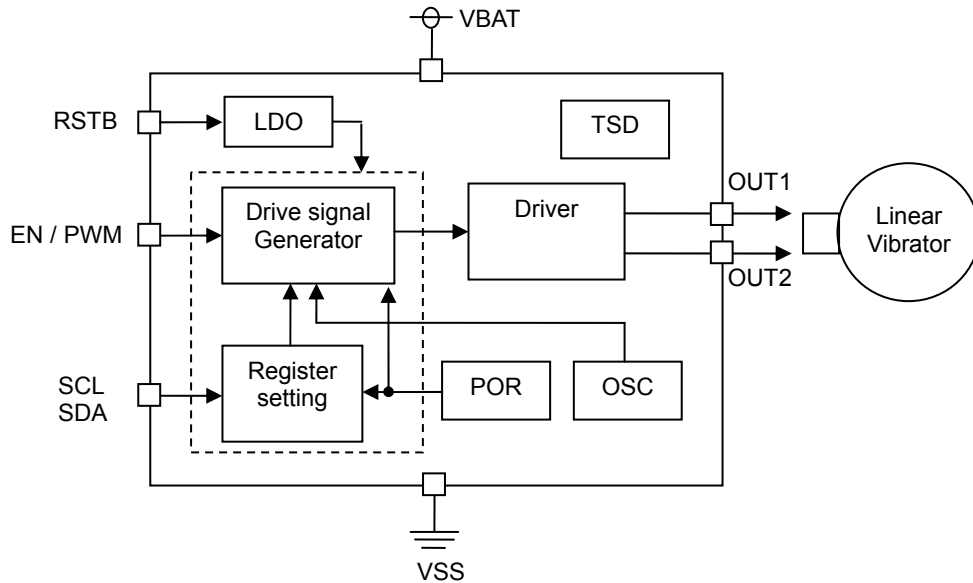 VBAT
RSTB
LDO
TSD
OUT1
EN / PWM
Drive signal
Generator
Driver
Linear
Vibrator
OUT2
SCL
SDA
Register
setting
POR
OSC
VSS